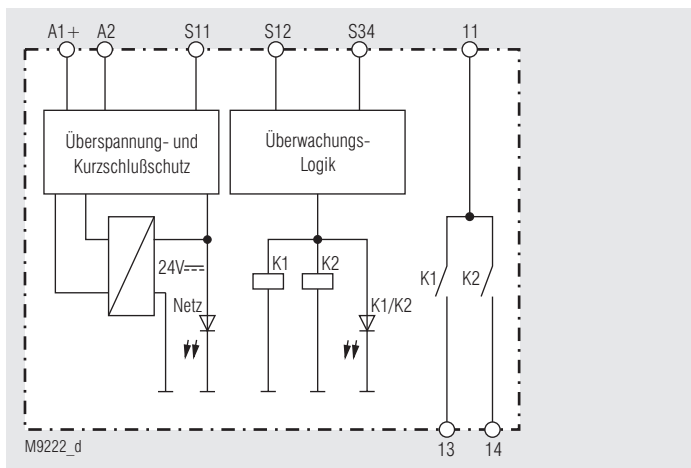 A1+ A2 S11 S12 S34 11
Überspannung- und
Kurzschlußschutz
Überwachungs-
Logik
24V⎓
K1 K2
K1 K2
Netz
K1/K2
M9222_d
13 14